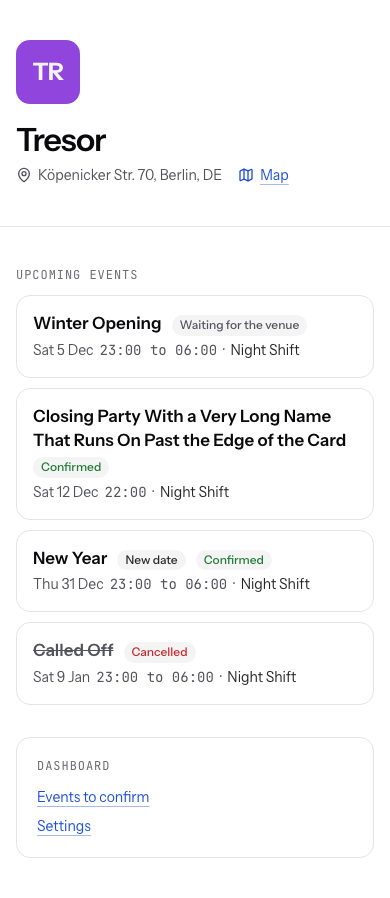 TR
Tresor
Köpenicker Str. 70, Berlin, DE Map
UPCOMING EVENTS
Winter Opening Waiting for the venue
Sat 5 Dec 23:00 to 06:00 · Night Shift
Closing Party With a Very Long Name
That Runs On Past the Edge of the Card
Confirmed
Sat 12 Dec 22:00 · Night Shift
New Year New date Confirmed
Thu 31 Dec 23:00 to 06:00 · Night Shift
Called Off Cancelled
Sat 9 Jan 23:00 to 06:00 · Night Shift
DASHBOARD
Events to confirm
Settings